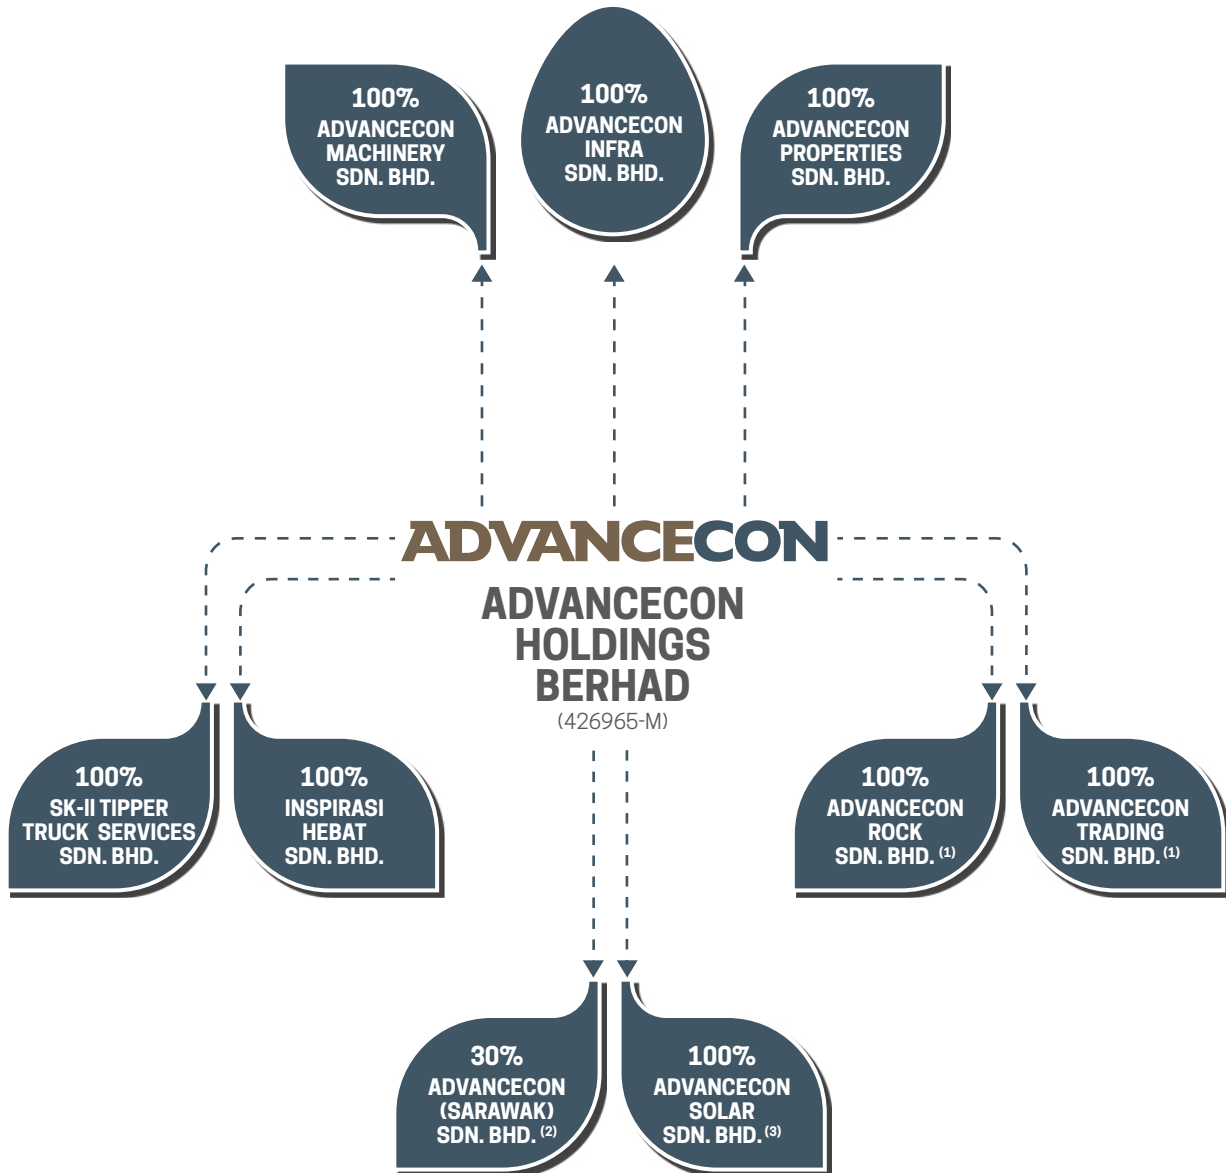 100%
ADVANCECON
MACHINERY
SDN. BHD.
100%
ADVANCECON
INFRA
SDN. BHD.
100%
ADVANCECON
PROPERTIES
SDN. BHD.
ADVANCECON
ADVANCECON
HOLDINGS
BERHAD
(426965-M)
100%
SK-II TIPPER
TRUCK SERVICES
SDN. BHD.
100%
INSPIRASI
HEBAT
SDN. BHD.
100%
ADVANCECON
ROCK
SDN. BHD. (1)
100%
ADVANCECON
TRADING
SDN. BHD. (1)
30%
ADVANCECON
(SARAWAK)
SDN. BHD. (2)
100%
ADVANCECON
SOLAR
SDN. BHD. (3)